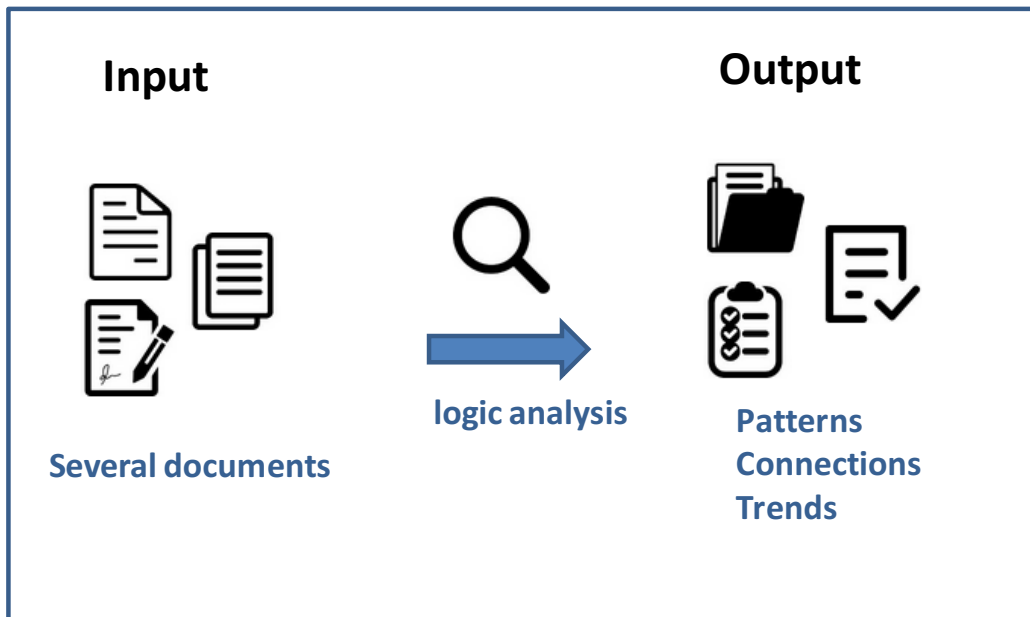 Input
Output
Several documents
logic analysis
Patterns
Connections
Trends